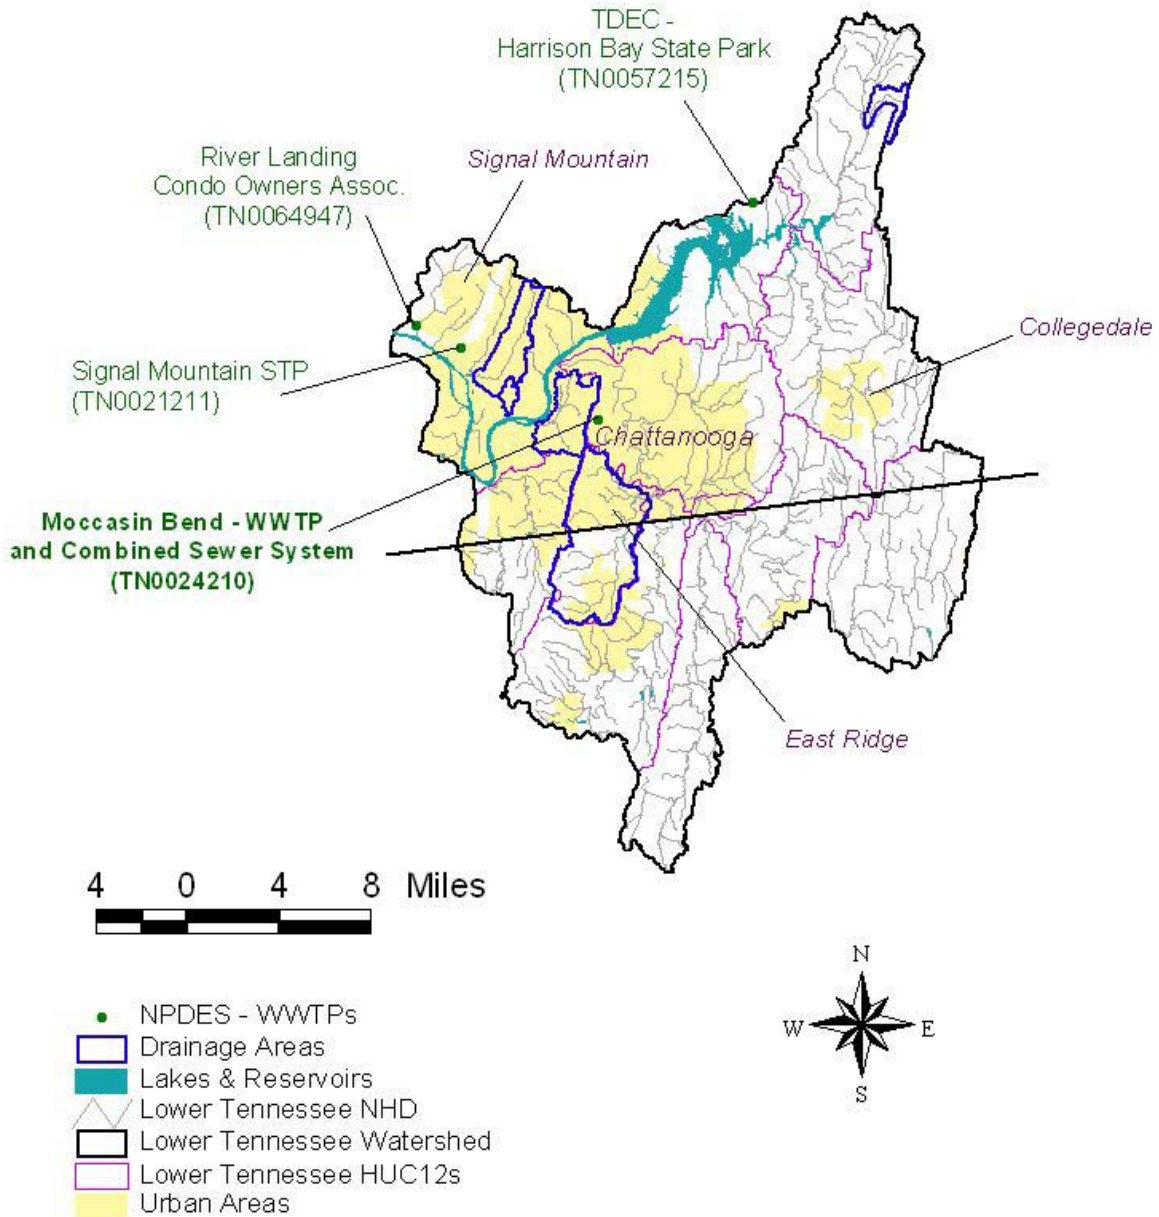 TDEC -
Harrison Bay State Park
(TN0057215)
River Landing
Condo Owners Assoc.
(TN0064947)
Signal Mountain
Collegedale
Signal Mountain STP
(TN0021211)
Chattanooga
Moccasin Bend - WWTP
and Combined Sewer System
(TN0024210)
East Ridge
4 0 4 8 Miles
N
W E
S
NPDES - WWTPs
Drainage Areas
Lakes & Reservoirs
Lower Tennessee NHD
Lower Tennessee Watershed
Lower Tennessee HUC12s
Urban Areas